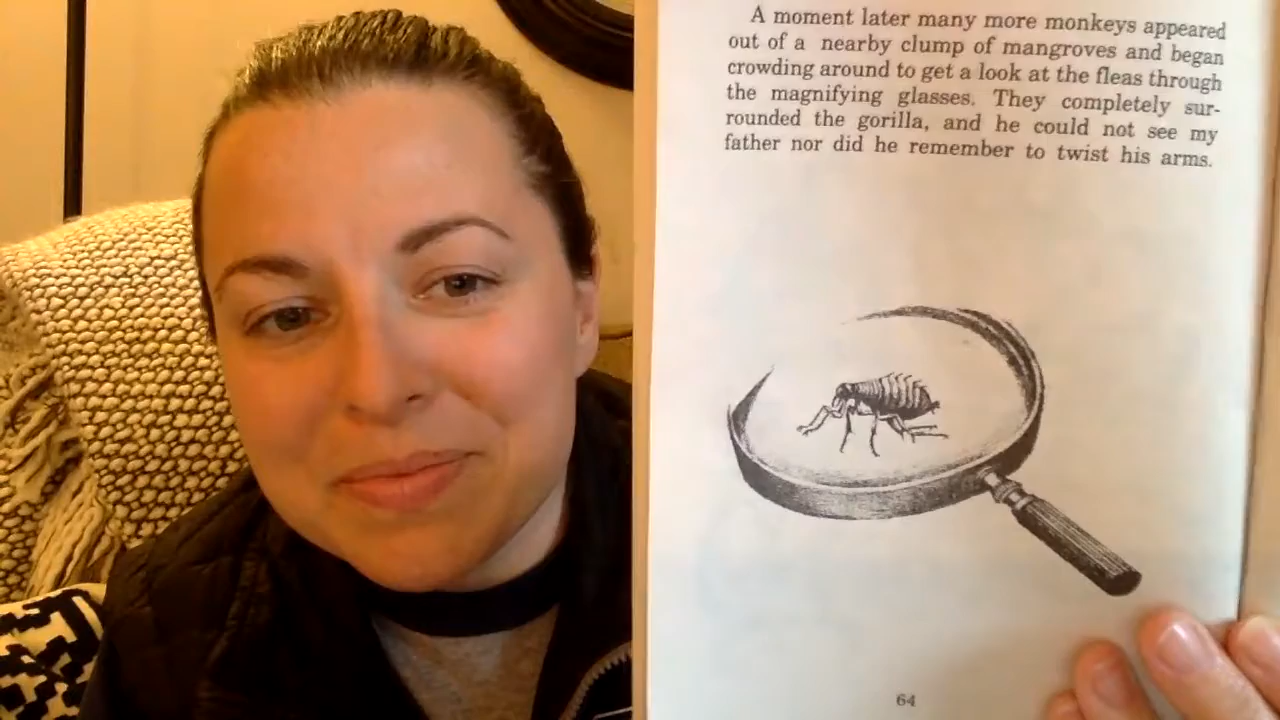 A moment later many more monkeys appeared
out of a nearby clump of mangroves and began
crowding around to get a look at the fleas through
the magnifying glasses. They completely sur-
rounded the gorilla, and he could not see my
father nor did he remember to twist his arms.
64